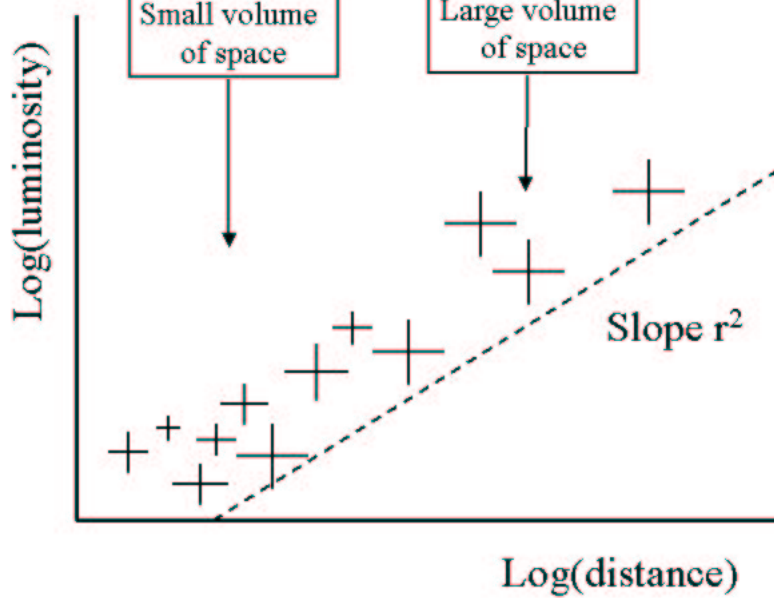 Small volume
of space
Large volume
of space
Log(luminosity)
Slope r²
Log(distance)